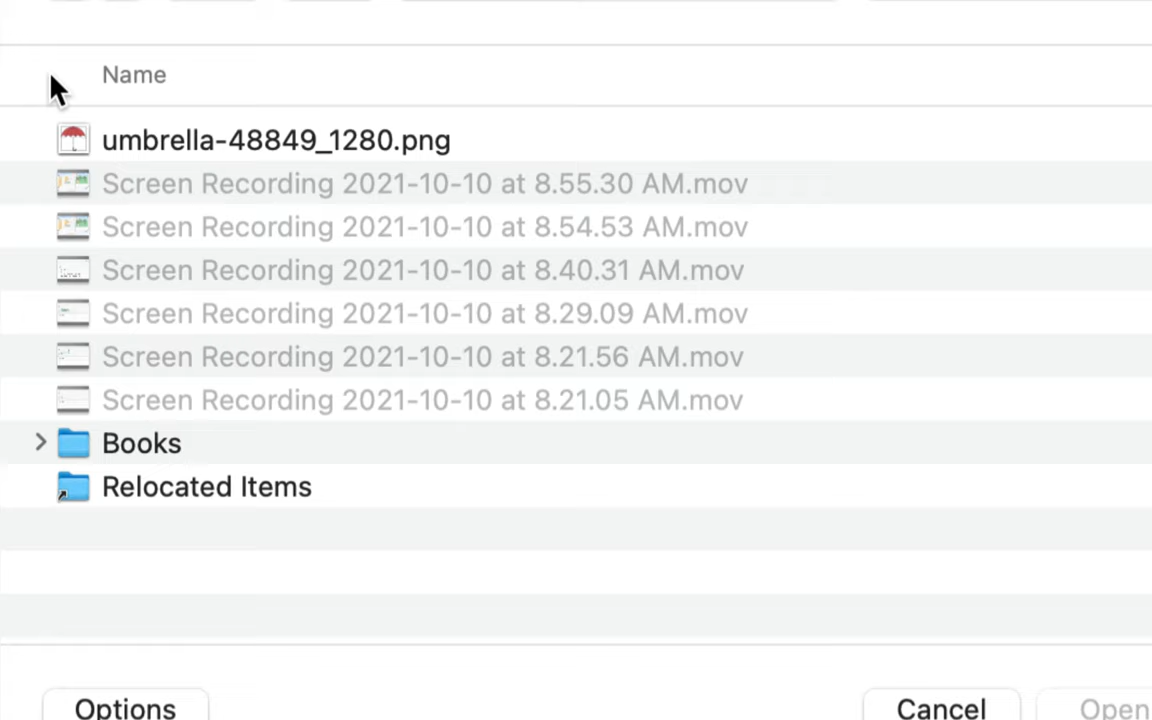 Name
umbrella-48849_1280.png
Screen Recording 2021-10-10 at 8.55.30 AM.mov
Screen Recording 2021-10-10 at 8.54.53 AM.mov
Screen Recording 2021-10-10 at 8.40.31 AM.mov
Screen Recording 2021-10-10 at 8.29.09 AM.mov
Screen Recording 2021-10-10 at 8.21.56 AM.mov
Screen Recording 2021-10-10 at 8.21.05 AM.mov
Books
Relocated Items
Options Cancel Open